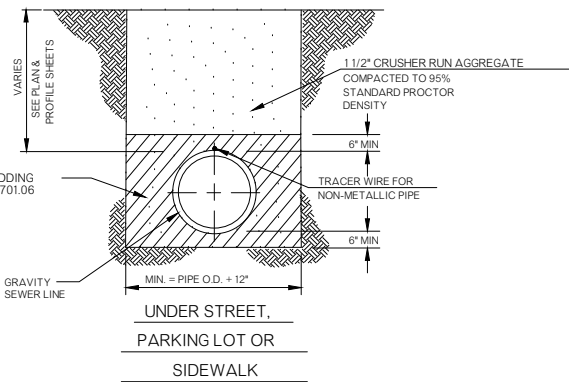 VARIES
SEE PLAN &
PROFILE SHEETS
1 1/2" CRUSHER RUN AGGREGATE
COMPACTED TO 95%
STANDARD PROCTOR
DENSITY
6" MIN
DDING
701.06
TRACER WIRE FOR
NON-METALLIC PIPE
6" MIN
GRAVITY
SEWER LINE
MIN. = PIPE O.D. + 12"
UNDER STREET,
PARKING LOT OR
SIDEWALK